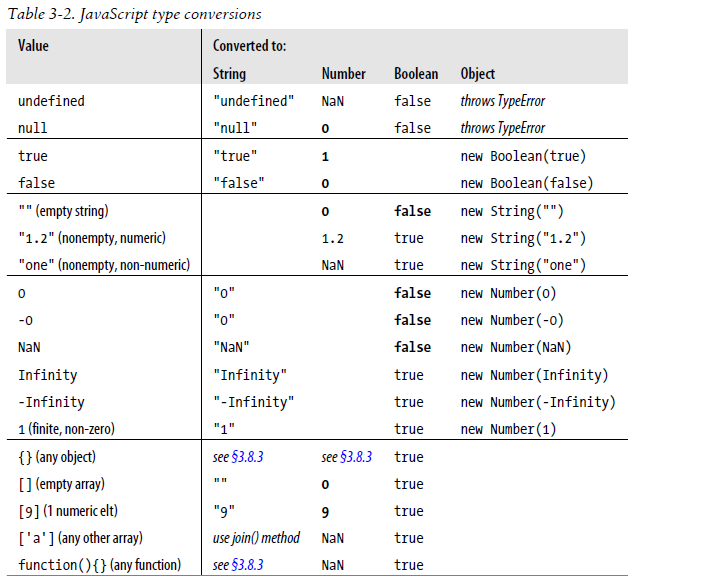 Table 3-2. JavaScript type conversions
Value Converted to:
String Number Boolean Object
undefined "undefined" NaN false throws TypeError
null "null" 0 false throws TypeError
true "true" 1 new Boolean(true)
false "false" 0 new Boolean(false)
"" (empty string) 0 false new String("")
"1.2" (nonempty, numeric) 1.2 true new String("1.2")
"one" (nonempty, non-numeric) NaN true new String("one")
0 "0" false new Number(0)
-0 "0" false new Number(-0)
NaN "NaN" false new Number(NaN)
Infinity "Infinity" true new Number(Infinity)
-Infinity "-Infinity" true new Number(-Infinity)
1 (finite, non-zero) "1" true new Number(1)
{} (any object) see §3.8.3 see §3.8.3 true
[] (empty array) "" 0 true
[9] (1 numeric elt) "9" 9 true
['a'] (any other array) use join() method NaN true
function(){} (any function) see §3.8.3 NaN true